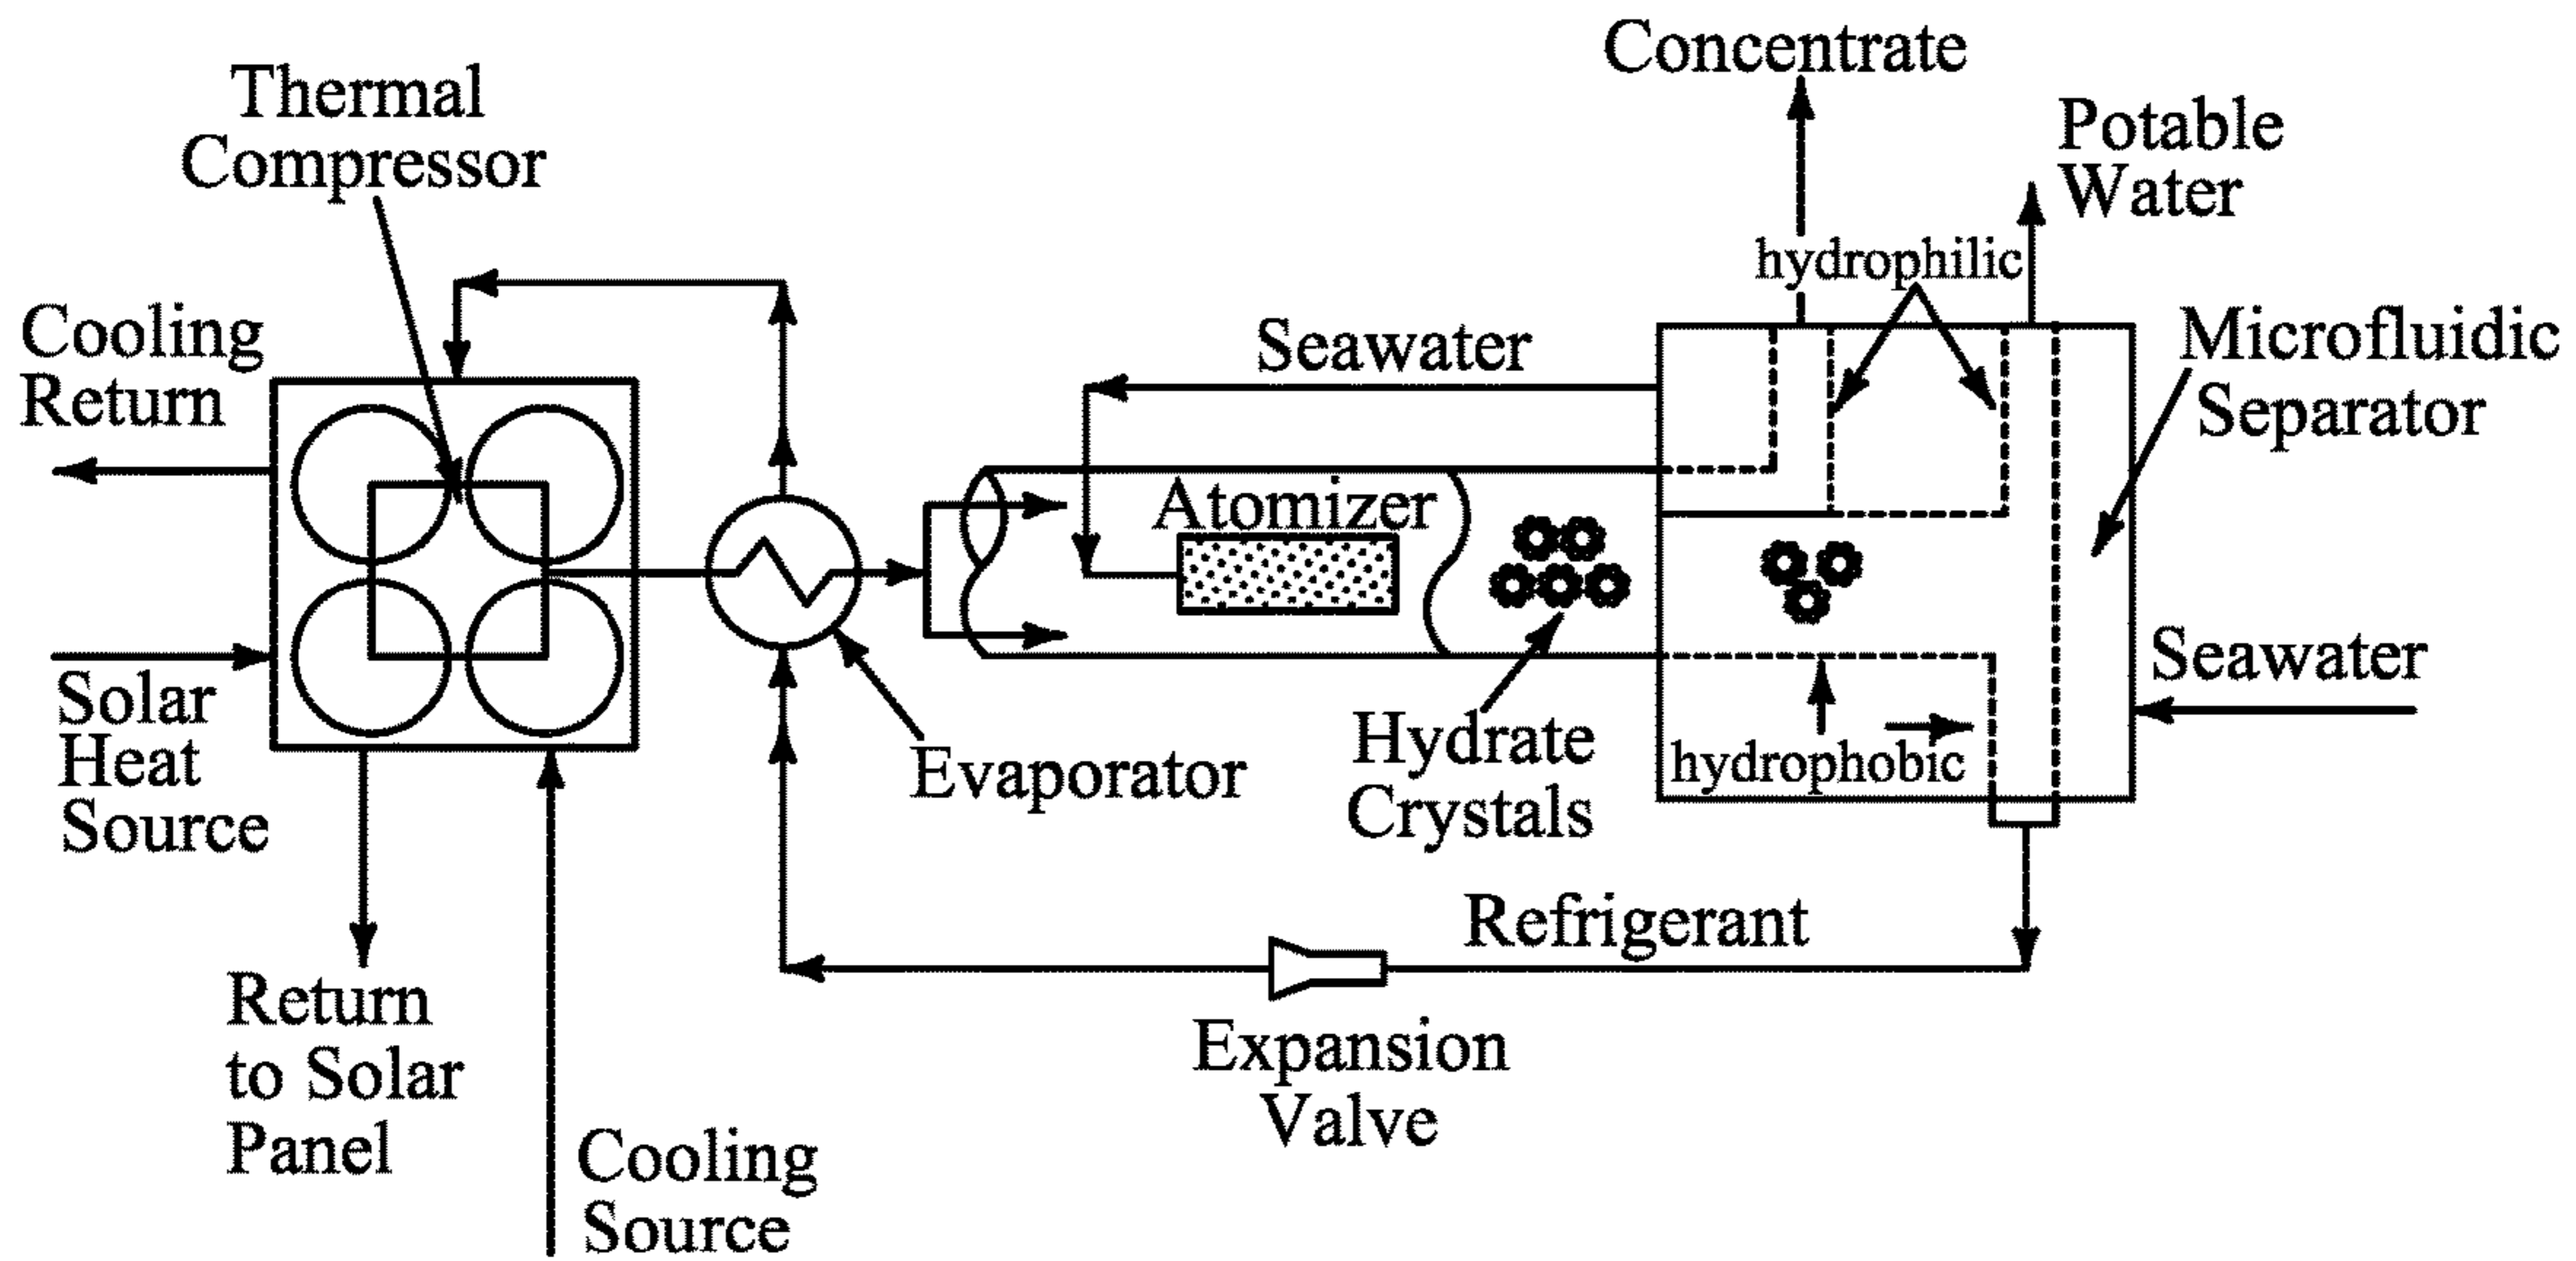 Concentrate
Thermal
Compressor
Potable
Water
hydrophilic
Cooling
Return
Seawater
Microfluidic
Separator
Atomizer
Solar
Heat
Source
Evaporator
Hydrate
Crystals
hydrophobic
Seawater
Refrigerant
Return
to Solar
Panel
Expansion
Valve
Cooling
Source